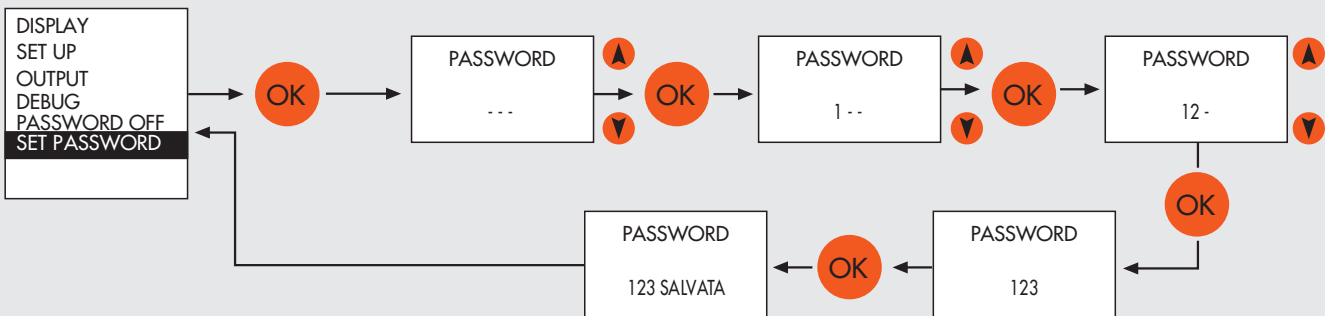 DISPLAY
SET UP
OUTPUT
DEBUG
PASSWORD OFF
SET PASSWORD
OK
PASSWORD
- - -
OK
PASSWORD
1 - -
OK
PASSWORD
12 -
OK
PASSWORD
123
OK
PASSWORD
123 SALVATA